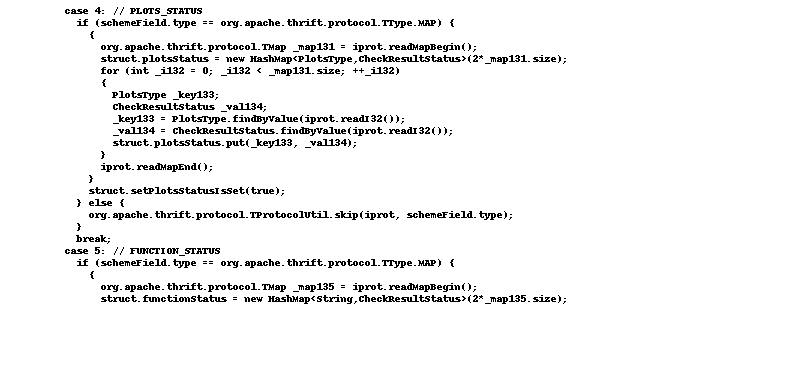 case 4: // PLOTS_STATUS
if (schemeField.type == org.apache.thrift.protocol.TType.MAP) {
{
org.apache.thrift.protocol.TMap _map131 = iprot.readMapBegin();
struct.plotsStatus = new HashMap<PlotsType,CheckResultStatus>(2*_map131.size);
for (int _i132 = 0; _i132 < _map131.size; ++_i132)
{
PlotsType _key133;
CheckResultStatus _val134;
_key133 = PlotsType.findByValue(iprot.readI32());
_val134 = CheckResultStatus.findByValue(iprot.readI32());
struct.plotsStatus.put(_key133, _val134);
}
iprot.readMapEnd();
}
struct.setPlotsStatusIsSet(true);
} else {
org.apache.thrift.protocol.TProtocolUtil.skip(iprot, schemeField.type);
}
break;
case 5: // FUNCTION_STATUS
if (schemeField.type == org.apache.thrift.protocol.TType.MAP) {
{
org.apache.thrift.protocol.TMap _map135 = iprot.readMapBegin();
struct.functionStatus = new HashMap<String,CheckResultStatus>(2*_map135.size);